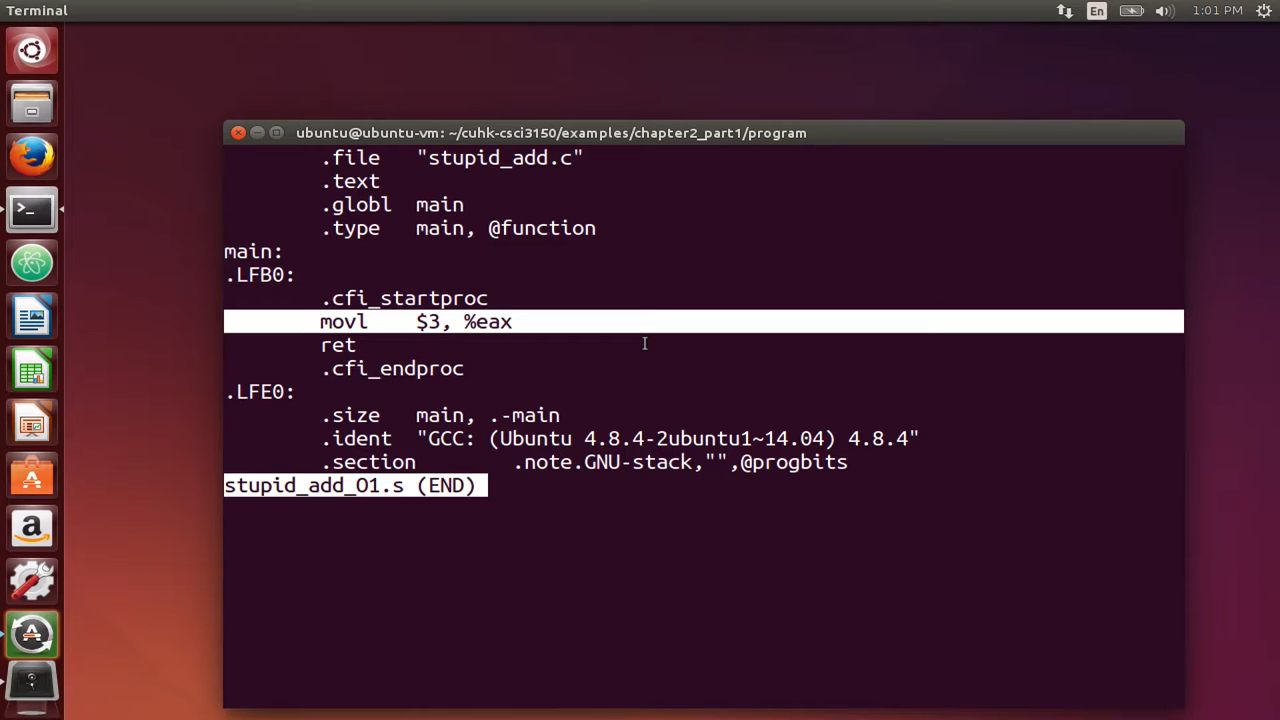 Terminal
En
1:01 PM
ubuntu@ubuntu-vm: ~/cuhk-csci3150/examples/chapter2_part1/program
.file "stupid_add.c"
.text
.globl main
.type main, @function
main:
.LFB0:
.cfi_startproc
movl $3, %eax
ret
.cfi_endproc
.LFE0:
.size main, .-main
.ident "GCC: (Ubuntu 4.8.4-2ubuntu1~14.04) 4.8.4"
.section .note.GNU-stack,"",@progbits
stupid_add_O1.s (END)